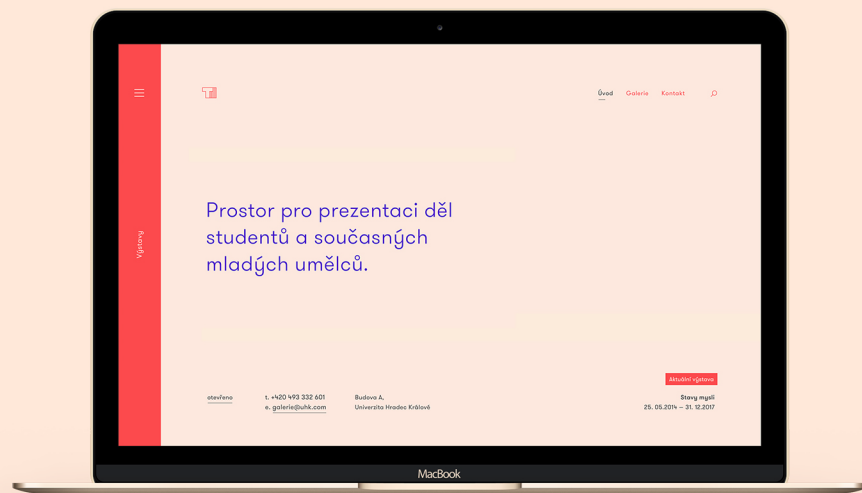 Úvod Galerie Kontakt
Výstavy
Prostor pro prezentaci děl
studentů a současných
mladých umělců.
Aktuální výstava
otevřeno
t. +420 493 332 601
e. galerie@uhk.com
Budova A,
Univerzita Hradec Králové
Stavy mysli
25. 05.2014 – 31. 12.2017
MacBook